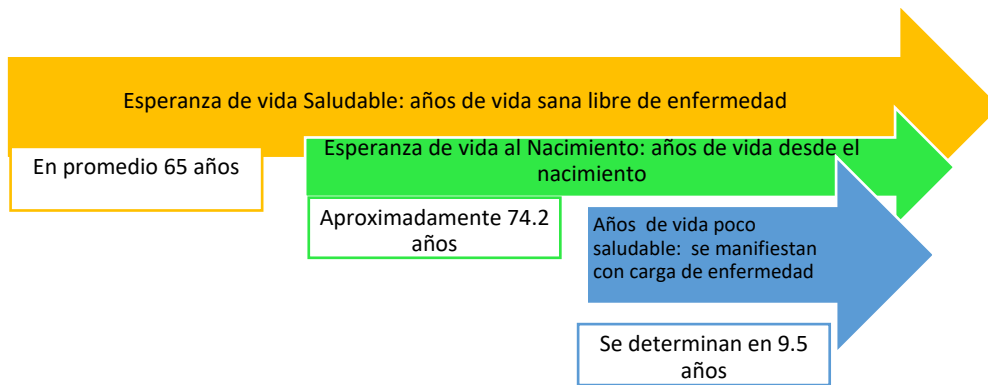 Esperanza de vida Saludable: años de vida sana libre de enfermedad
En promedio 65 años
Esperanza de vida al Nacimiento: años de vida desde el
nacimiento
Aproximadamente 74.2
años
Años de vida poco
saludable: se manifiestan
con carga de enfermedad
Se determinan en 9.5
años